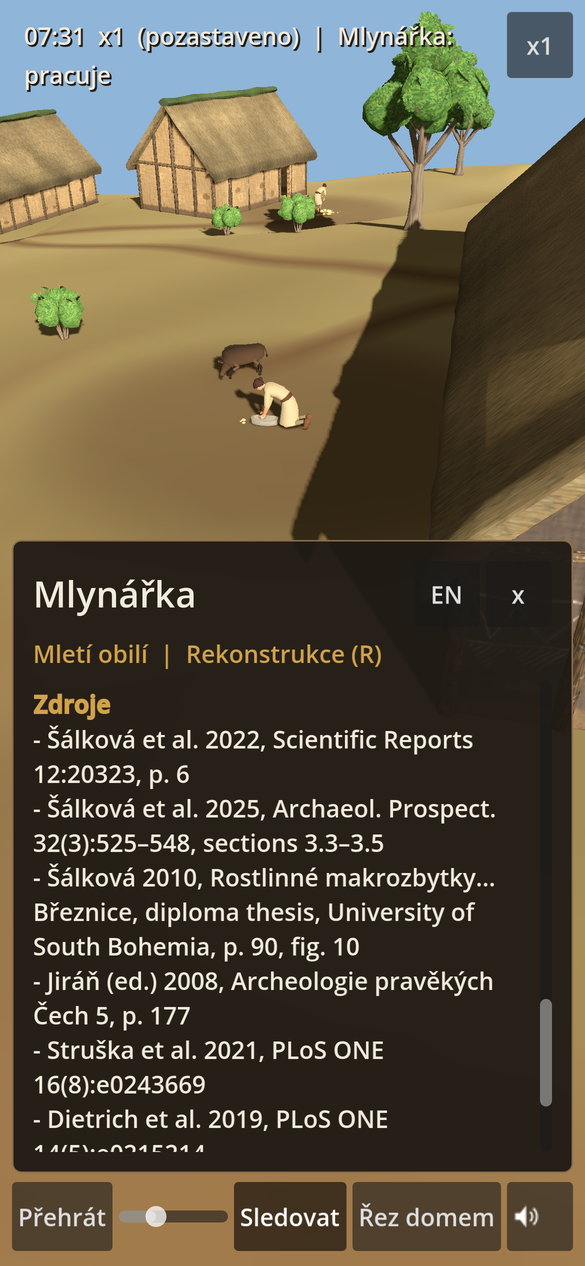 07:31 x1 (pozastaveno) | Mlynářka:
pracuje
x1
Mlynářka
EN
x
Mletí obilí | Rekonstrukce (R)
Zdroje
- Šálková et al. 2022, Scientific Reports
12:20323, p. 6
- Šálková et al. 2025, Archaeol. Prospect.
32(3):525–548, sections 3.3–3.5
- Šálková 2010, Rostlinné makrozbytky...
Březnice, diploma thesis, University of
South Bohemia, p. 90, fig. 10
- Jiráň (ed.) 2008, Archeologie pravěkých
Čech 5, p. 177
- Struška et al. 2021, PLoS ONE
16(8):e0243669
- Dietrich et al. 2019, PLoS ONE
Přehrát
Sledovat
Řez domem